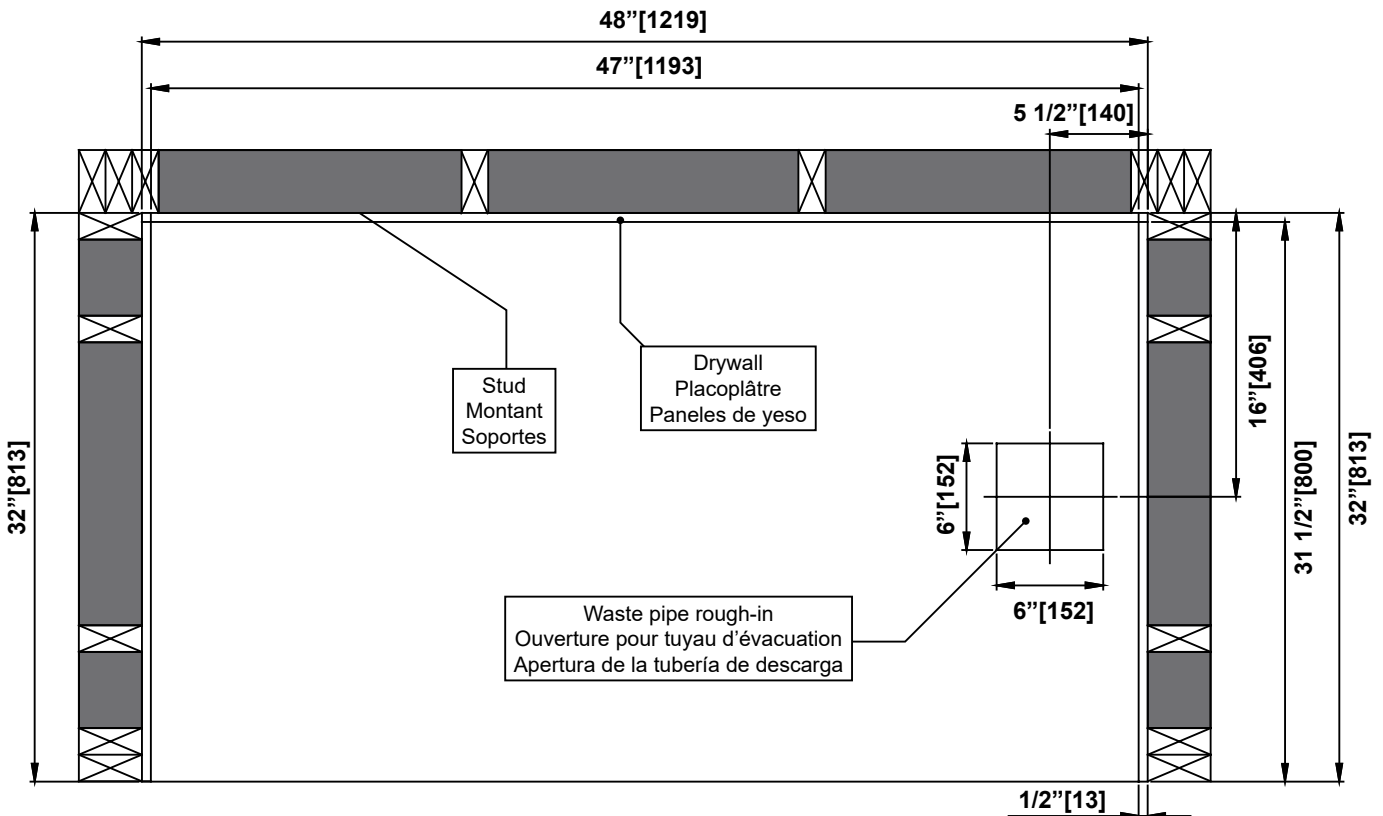 48”[1219]
47”[1193]
5 1/2”[140]
Stud
Montant
Soportes
Drywall
Placoplâtre
Paneles de yeso
16”[406]
32”[813]
6”[152]
31 1/2”[800]
32”[813]
6”[152]
Waste pipe rough-in
Ouverture pour tuyau d’évacuation
Apertura de la tubería de descarga
1/2”[13]